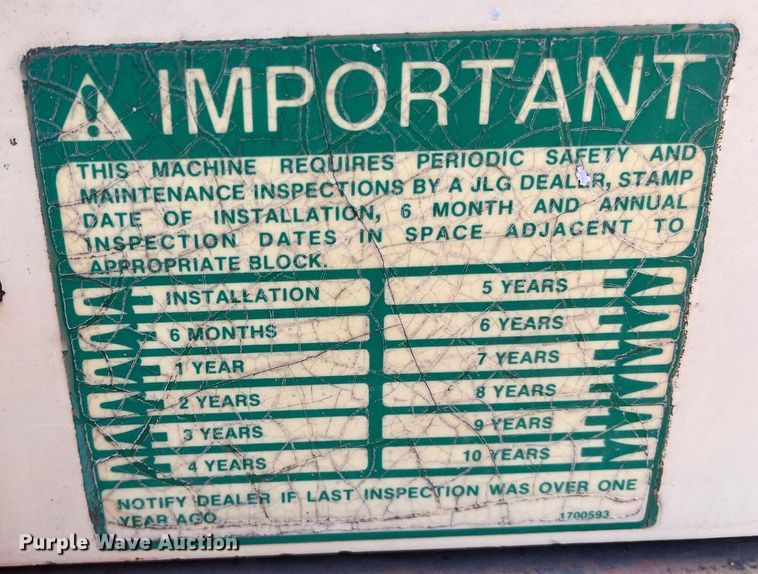 IMPORTANT
THIS MACHINE REQUIRES PERIODIC SAFETY AND
MAINTENANCE INSPECTIONS BY A JLG DEALER, STAMP
DATE OF INSTALLATION, 6 MONTH AND ANNUAL
INSPECTION DATES IN SPACE ADJACENT TO
APPROPRIATE BLOCK.
INSTALLATION
6 MONTHS
1 YEAR
2 YEARS
3 YEARS
4 YEARS
5 YEARS
6 YEARS
7 YEARS
8 YEARS
9 YEARS
10 YEARS
NOTIFY DEALER IF LAST INSPECTION WAS OVER ONE
YEAR AGO
1700593
Purple Wave Auction